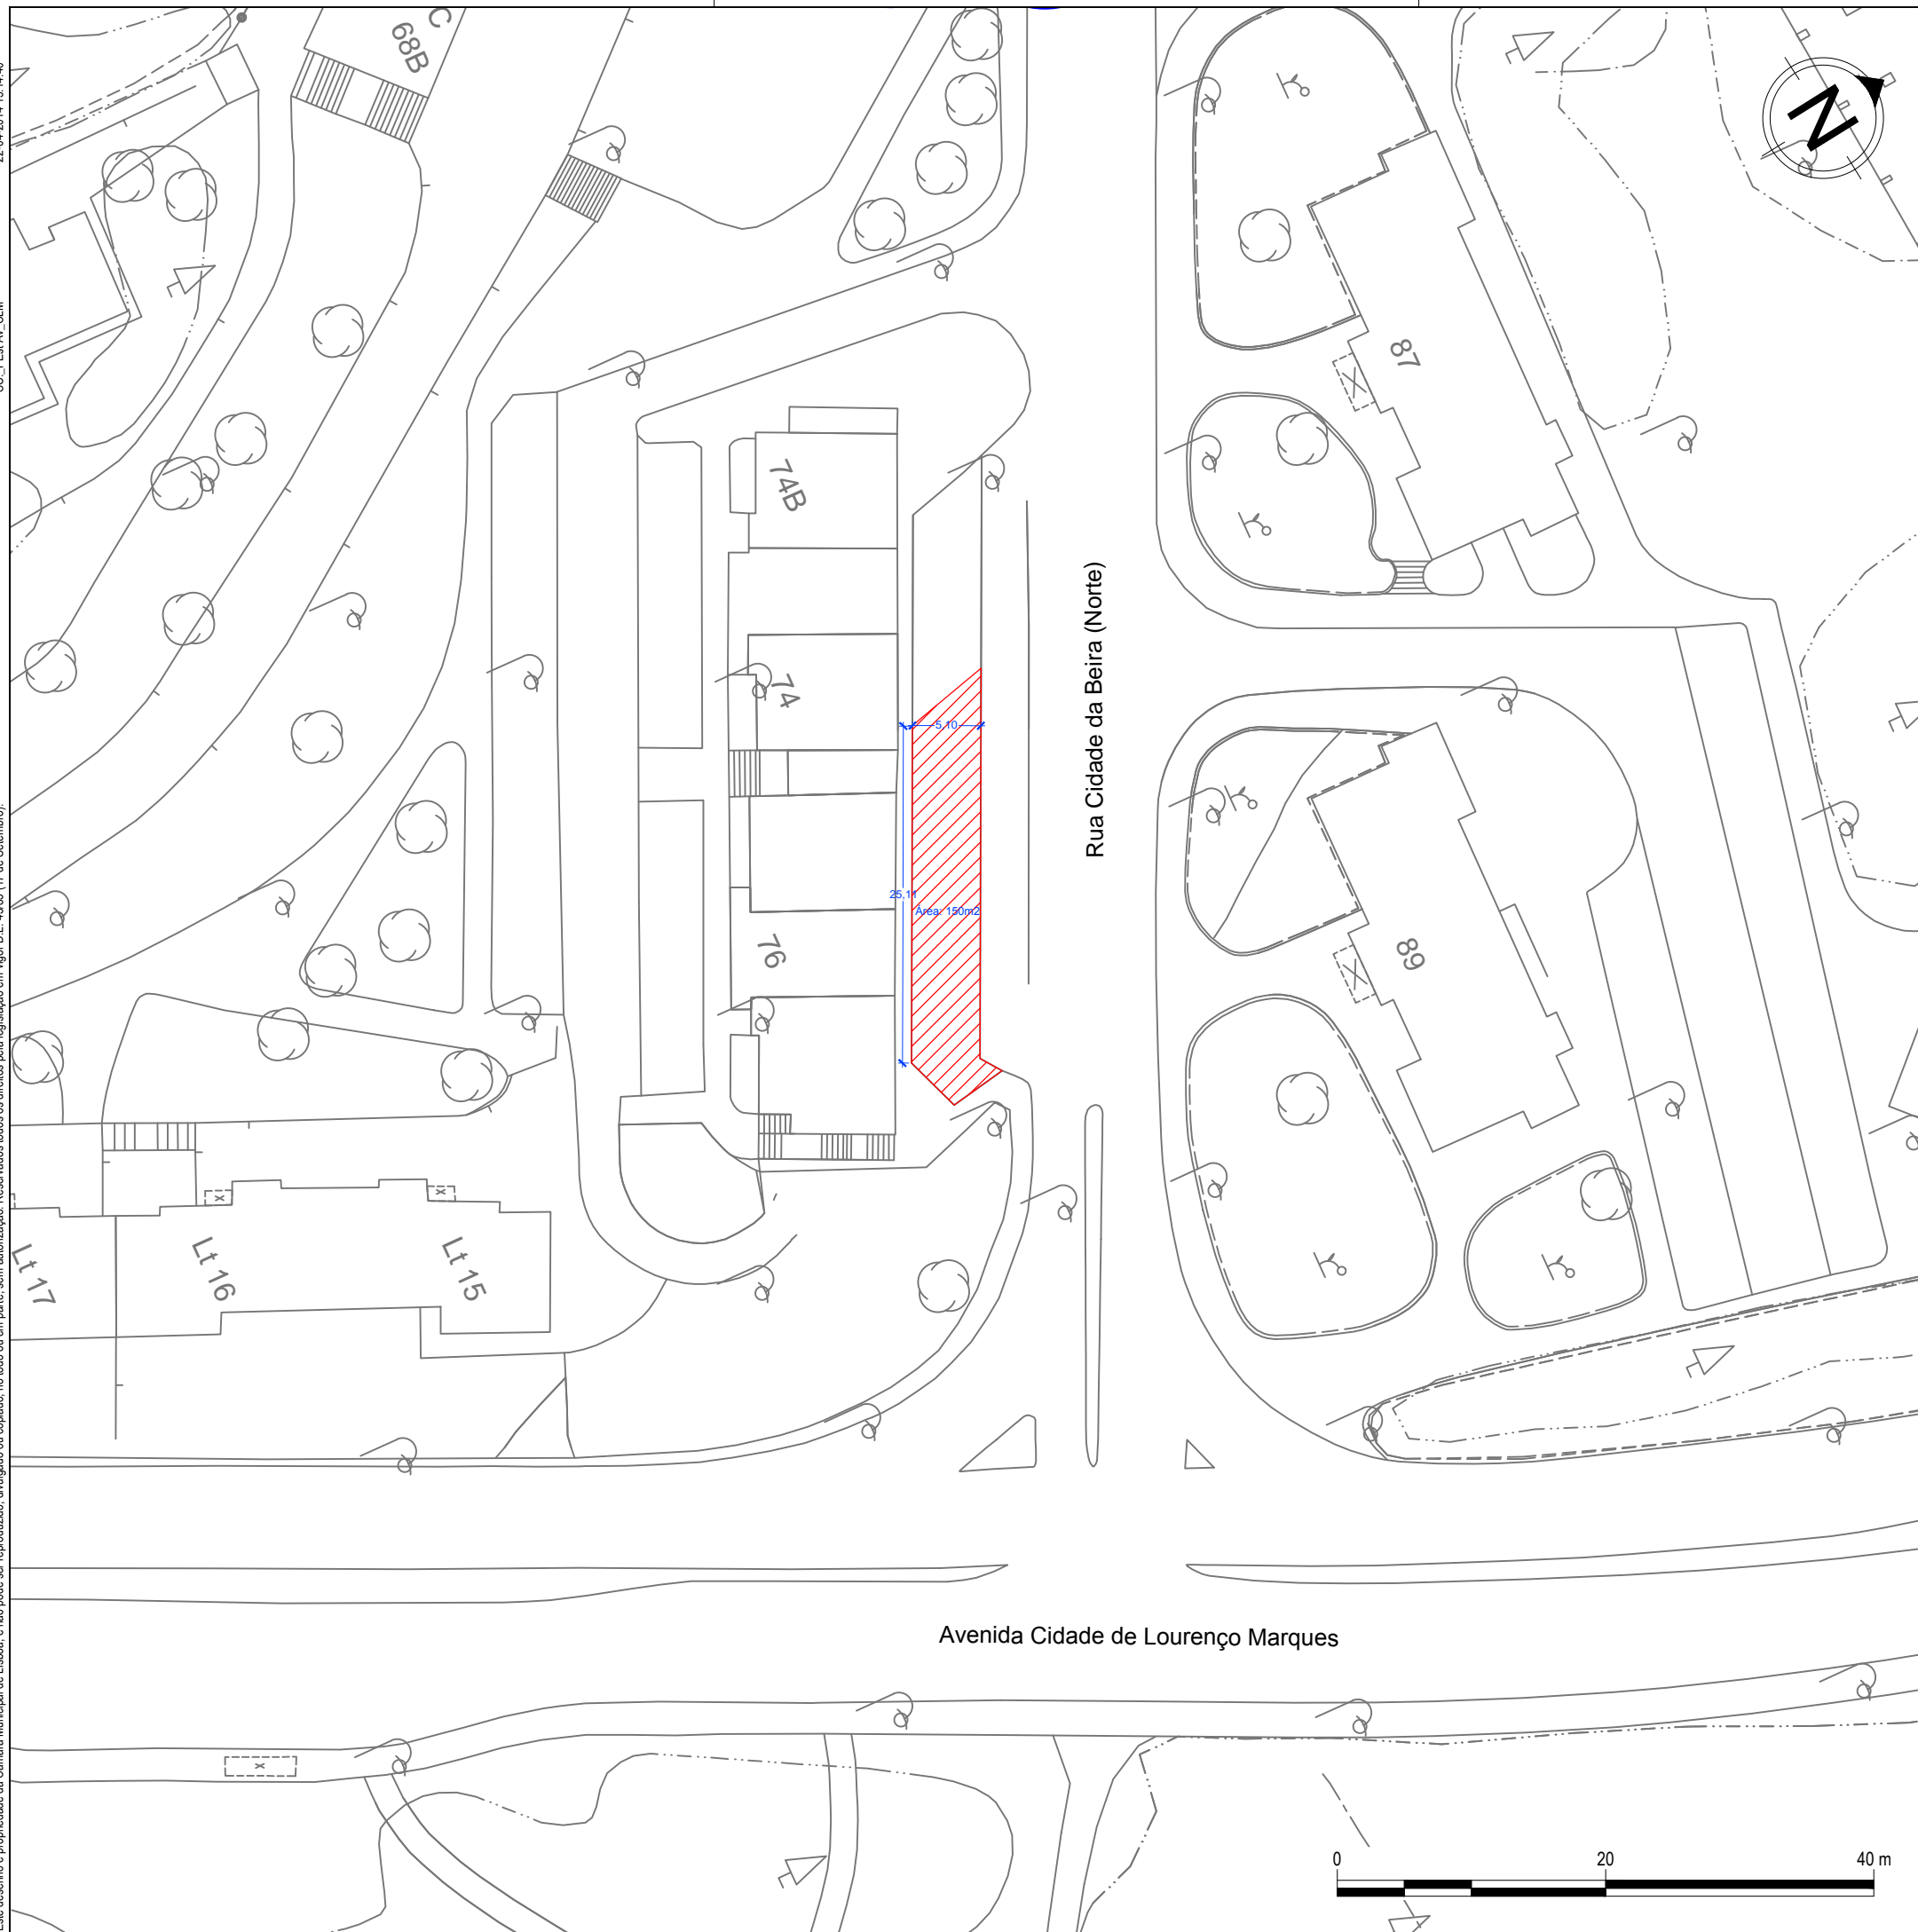 C
68B
N
87
74B
74
Rua Cidade da Beira (Norte)
5,10
25,11
Área: 150m2
76
89
Lt 17
Lt 16
Lt 15
Avenida Cidade de Lourenço Marques
0 20 40 m